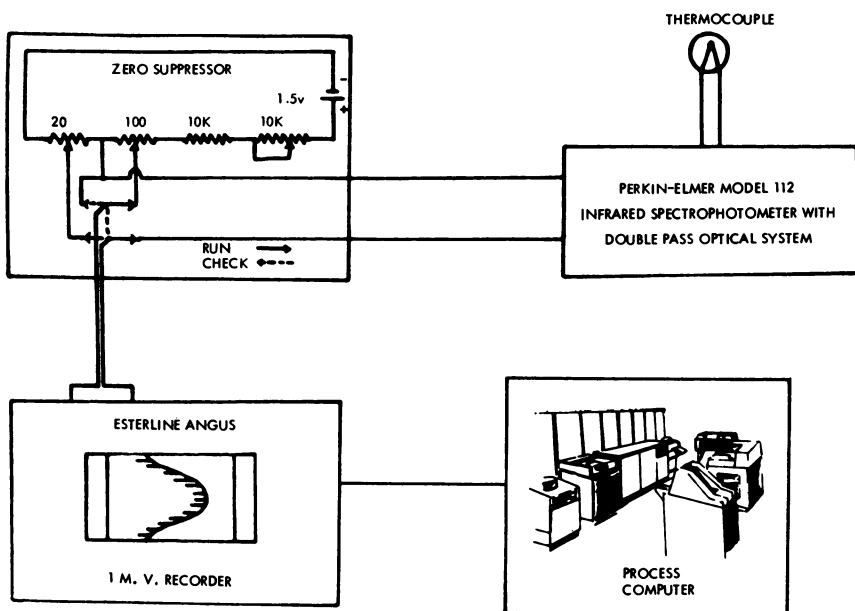 THERMOCOUPLE
ZERO SUPPRESSOR
-
1.5v
+
20 100 10K 10K
PERKIN-ELMER MODEL 112
INFRARED SPECTROPHOTOMETER WITH
DOUBLE PASS OPTICAL SYSTEM
RUN
CHECK
ESTERLINE ANGUS
1 M. V. RECORDER
PROCESS
COMPUTER